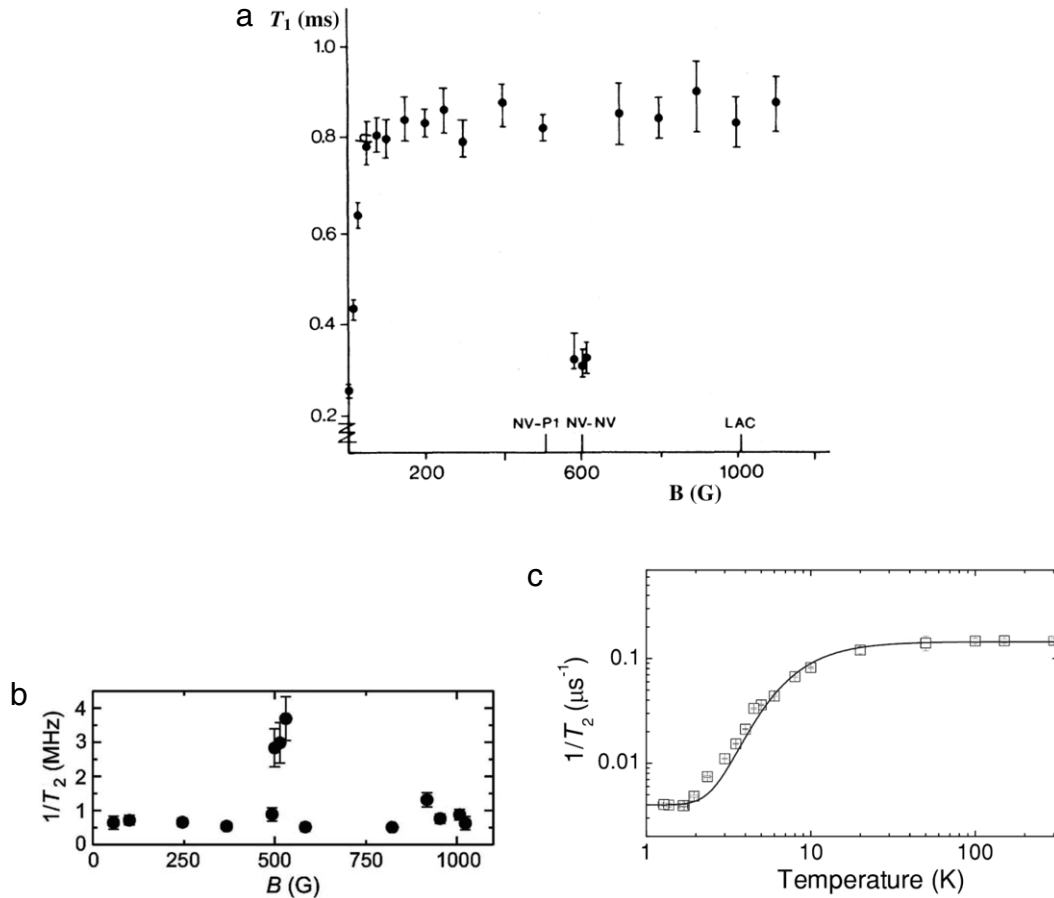 a
T₁ (ms)
1.0
0.8
0.6
0.4
0.2
NV-P1 NV-NV
LAC
200
600
1000
B (G)
b
1/T₂ (MHz)
4
3
2
1
0
0
250
500
750
1000
B (G)
c
1/T₂ (μs⁻¹)
0.1
0.01
1
10
100
Temperature (K)